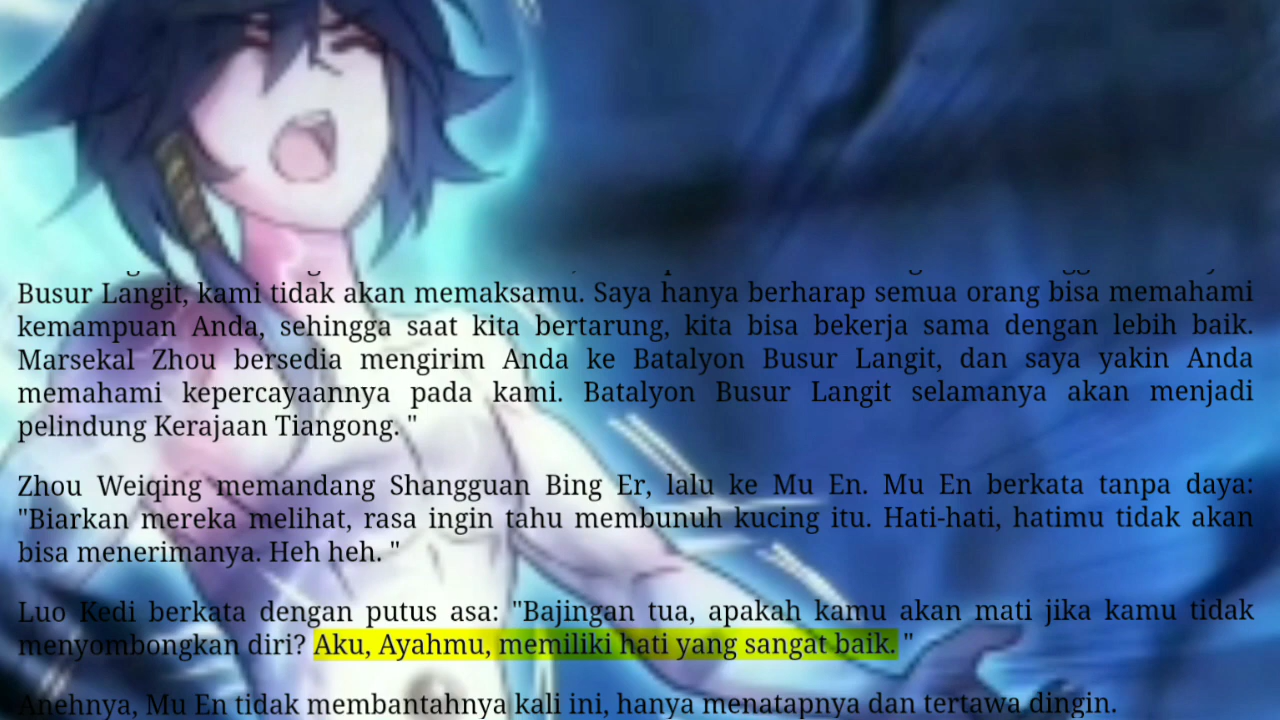 Busur Langit, kami tidak akan memaksamu. Saya hanya berharap semua orang bisa memahami
kemampuan Anda, sehingga saat kita bertarung, kita bisa bekerja sama dengan lebih baik.
Marsekal Zhou bersedia mengirim Anda ke Batalyon Busur Langit, dan saya yakin Anda
memahami kepercayaannya pada kami. Batalyon Busur Langit selamanya akan menjadi
pelindung Kerajaan Tiangong. "
Zhou Weiqing memandang Shangguan Bing Er, lalu ke Mu En. Mu En berkata tanpa daya:
"Biarkan mereka melihat, rasa ingin tahu membunuh kucing itu. Hati-hati, hatimu tidak akan
bisa menerimanya. Heh heh. "
Luo Kedi berkata dengan putus asa: "Bajingan tua, apakah kamu akan mati jika kamu tidak
menyombongkan diri? Aku, Ayahmu, memiliki hati yang sangat baik. "
Anehnya, Mu En tidak membantahnya kali ini, hanya menatapnya dan tertawa dingin.